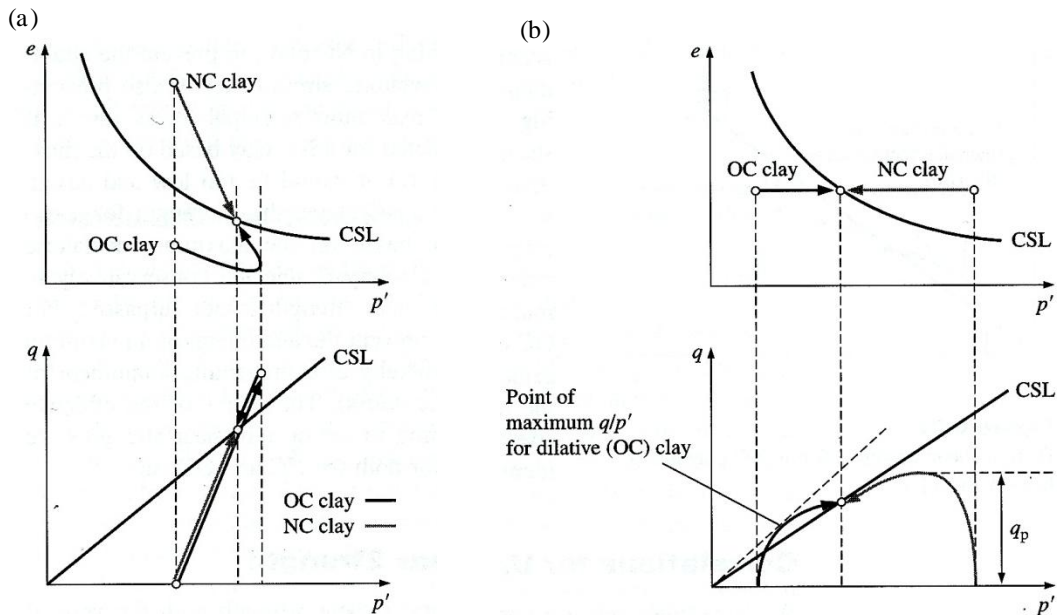 (a)
e
NC clay
OC clay
CSL
p'
q
CSL
OC clay
NC clay
p'
(b)
e
OC clay
NC clay
CSL
p'
q
CSL
Point of
maximum q/p'
for dilative (OC) clay
qp
p'